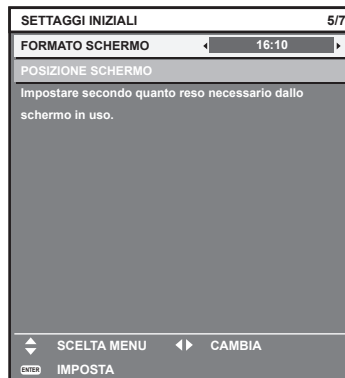 SETTAGGI INIZIALI 5/7
FORMATO SCHERMO 16:10
POSIZIONE SCHERMO
Impostare secondo quanto reso necessario dallo
schermo in uso.
SCELTA MENU CAMBIA
ENTER IMPOSTA